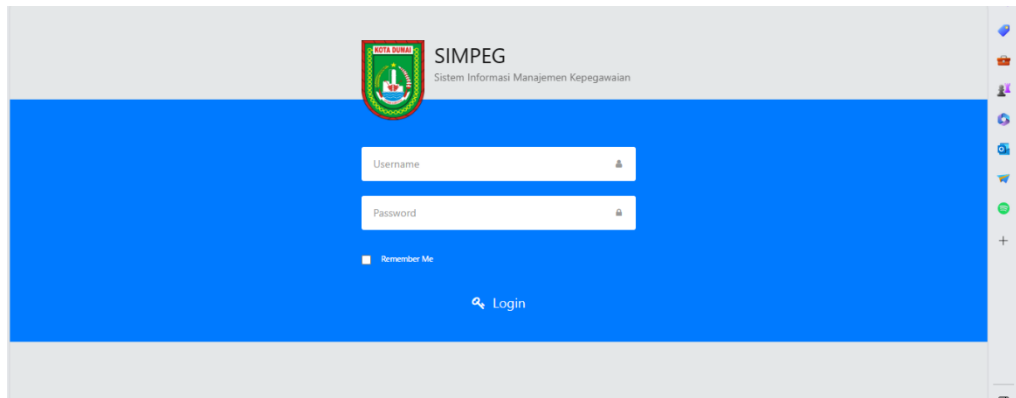 KOTA DUMAI
SIMPEG
Sistem Informasi Manajemen Kepegawaian
Username
Password
Remember Me
Login